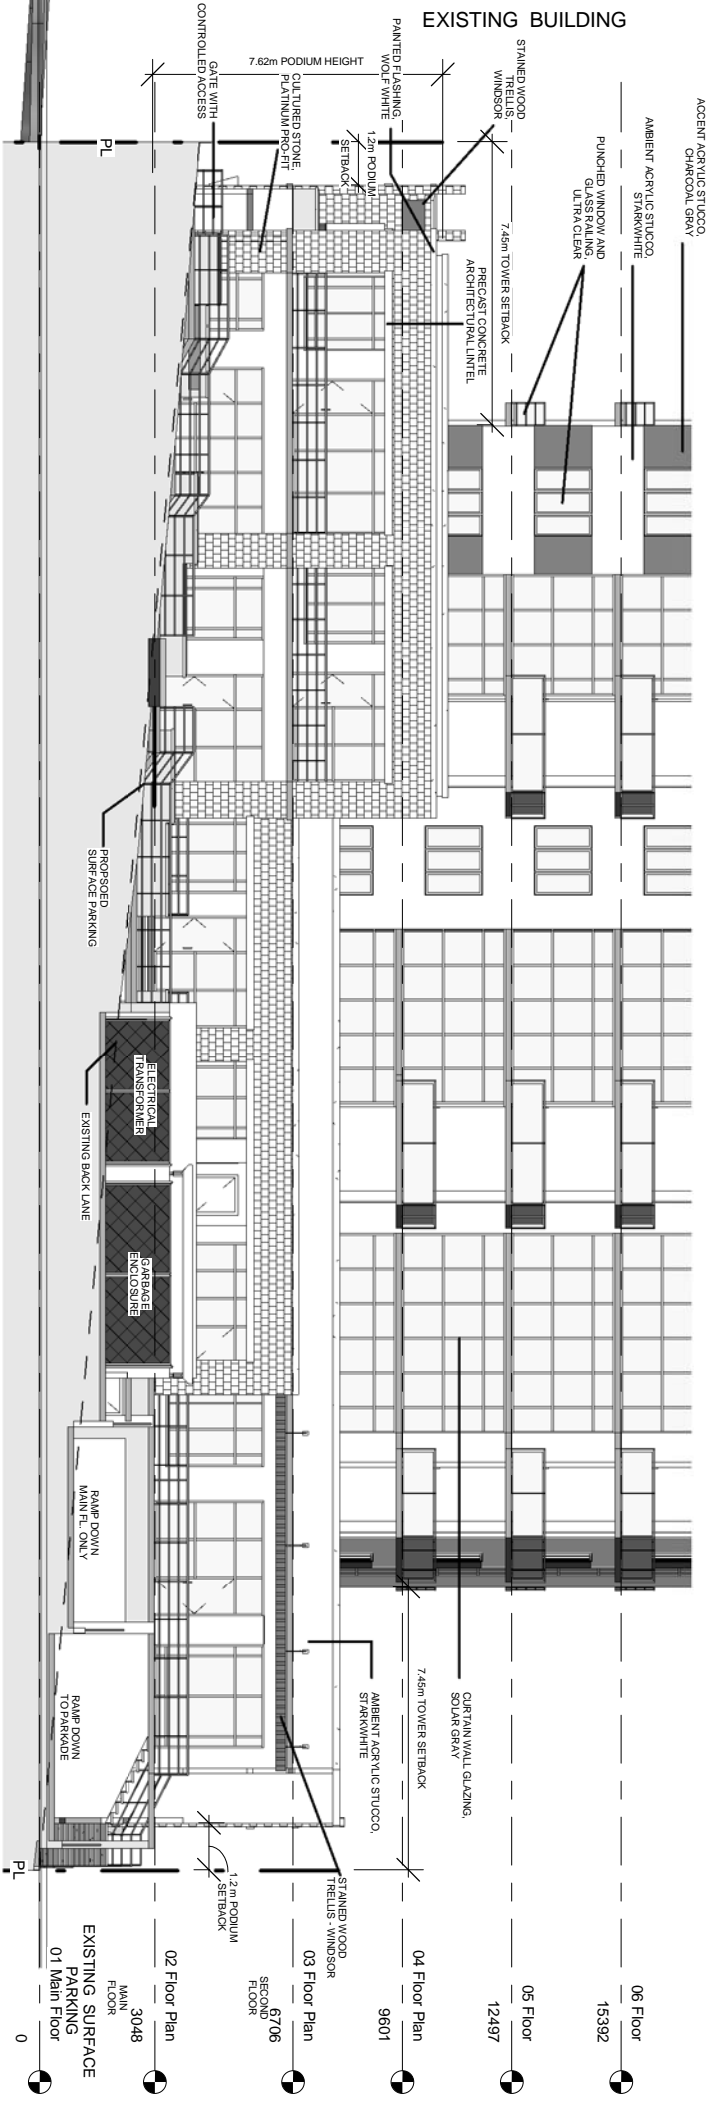 EXISTING BUILDING
ACCENT ACRYLIC STUCCO,
CHARCOAL GRAY
AMBIENT ACRYLIC STUCCO,
STARKWHITE
PUNCHED WINDOW AND
GLASS RAILING,
ULTRA CLEAR
STAINED WOOD
TRELLIS,
WINDSOR
PAINTED FLASHING,
WOLF WHITE
7.62m PODIUM HEIGHT
CULTURED STONE,
PLATINUM PRO-FIT
GATE WITH
CONTROLLED ACCESS
1.2m PODIUM
SETBACK
7.45m TOWER SETBACK
PRECAST CONCRETE
ARCHITECTURAL LINTEL
PL
PROPSOED
SURFACE PARKING
ELECTRICAL
TRANSFORMER
EXISTING BACK LANE
GARBAGE
ENCLOSURE
RAMP DOWN
MAIN FL. ONLY
RAMP DOWN
TO PARKADE
CURTAIN WALL GLAZING,
SOLAR GRAY
7.45m TOWER SETBACK
AMBIENT ACRYLIC STUCCO,
STARKWHITE
STAINED WOOD
TRELLIS - WINDSOR
1.2m PODIUM
SETBACK
PL
06 Floor
15392
05 Floor
12497
04 Floor Plan
9601
03 Floor Plan
6706
SECOND
FLOOR
02 Floor Plan
3048
MAIN
FLOOR
EXISTING SURFACE
PARKING
01 Main Floor
0